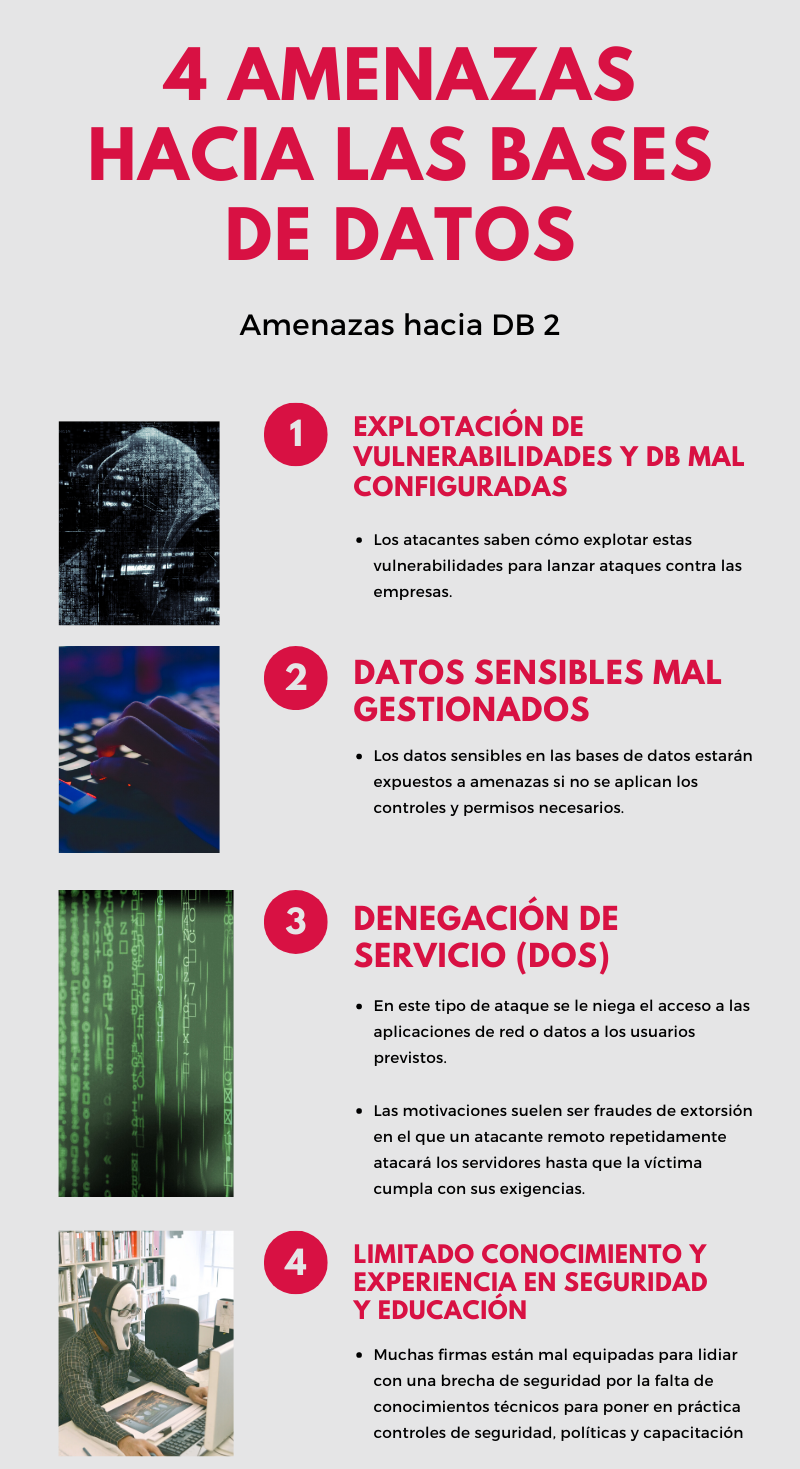 4 AMENAZAS
HACIA LAS BASES
DE DATOS
Amenazas hacia DB 2
1
EXPLOTACIÓN DE
VULNERABILIDADES Y DB MAL
CONFIGURADAS
• Los atacantes saben cómo explotar estas
vulnerabilidades para lanzar ataques contra las
empresas.
2
DATOS SENSIBLES MAL
GESTIONADOS
• Los datos sensibles en las bases de datos estarán
expuestos a amenazas si no se aplican los
controles y permisos necesarios.
3
DENEGACIÓN DE
SERVICIO (DOS)
• En este tipo de ataque se le niega el acceso a las
aplicaciones de red o datos a los usuarios
previstos.
• Las motivaciones suelen ser fraudes de extorsión
en el que un atacante remoto repetidamente
atacará los servidores hasta que la víctima
cumpla con sus exigencias.
4
LIMITADO CONOCIMIENTO Y
EXPERIENCIA EN SEGURIDAD
Y EDUCACIÓN
• Muchas firmas están mal equipadas para lidiar
con una brecha de seguridad por la falta de
conocimientos técnicos para poner en práctica
controles de seguridad, políticas y capacitación